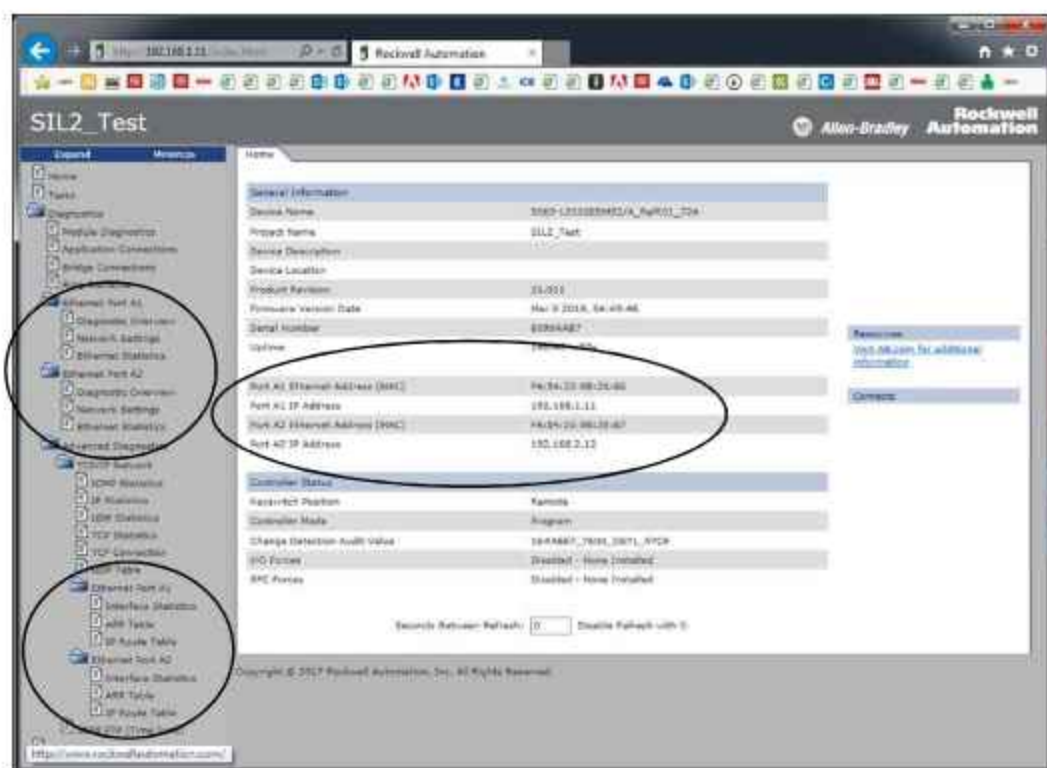 Rockwell Automation
SIL2_Test
Allen-Bradley
Rockwell
Automation
Expand
Minimize
Home
Diagnostics
Module Diagnostics
Application Connections
Bridge Connections
Ethernet Port A1
Diagnostic Overview
Network Settings
Ethernet Statistics
Ethernet Port A2
Diagnostic Overview
Network Settings
Ethernet Statistics
Advanced Diagnostics
TCP/IP Network
ICMP Statistics
IP Statistics
UDP Statistics
TCP Statistics
TCP Connection
Ethernet Port A1
Interface Statistics
ARP Table
IP Route Table
Ethernet Port A2
Interface Statistics
ARP Table
IP Route Table
http://www.rockwellautomation.com/
Home
General Information
Device Name
Project Name SIL2_Test
Device Description
Device Location
Product Revision
Firmware Version Date
Serial Number
Uptime
Port A1 Ethernet Address (MAC)
Port A1 IP Address 192.168.1.11
Port A2 Ethernet Address (MAC)
Port A2 IP Address 192.168.2.12
Controller Status
Keyswitch Position Remote
Controller Mode Program
Change Detection Audit Value
I/O Forces Disabled - None Installed
SFC Forces Disabled - None Installed
Seconds Between Refresh: 0 Disable Refresh with 0.
Copyright © 2017 Rockwell Automation, Inc. All Rights Reserved.
Resources
Visit AB.com for additional
information
Contacts